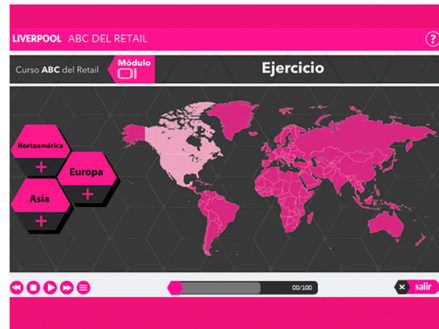 LIVERPOOL ABC DEL RETAIL
?
Curso ABC del Retail
Módulo
01
Ejercicio
Norteamérica
+
Europa
+
Asia
+
00/100
× salir